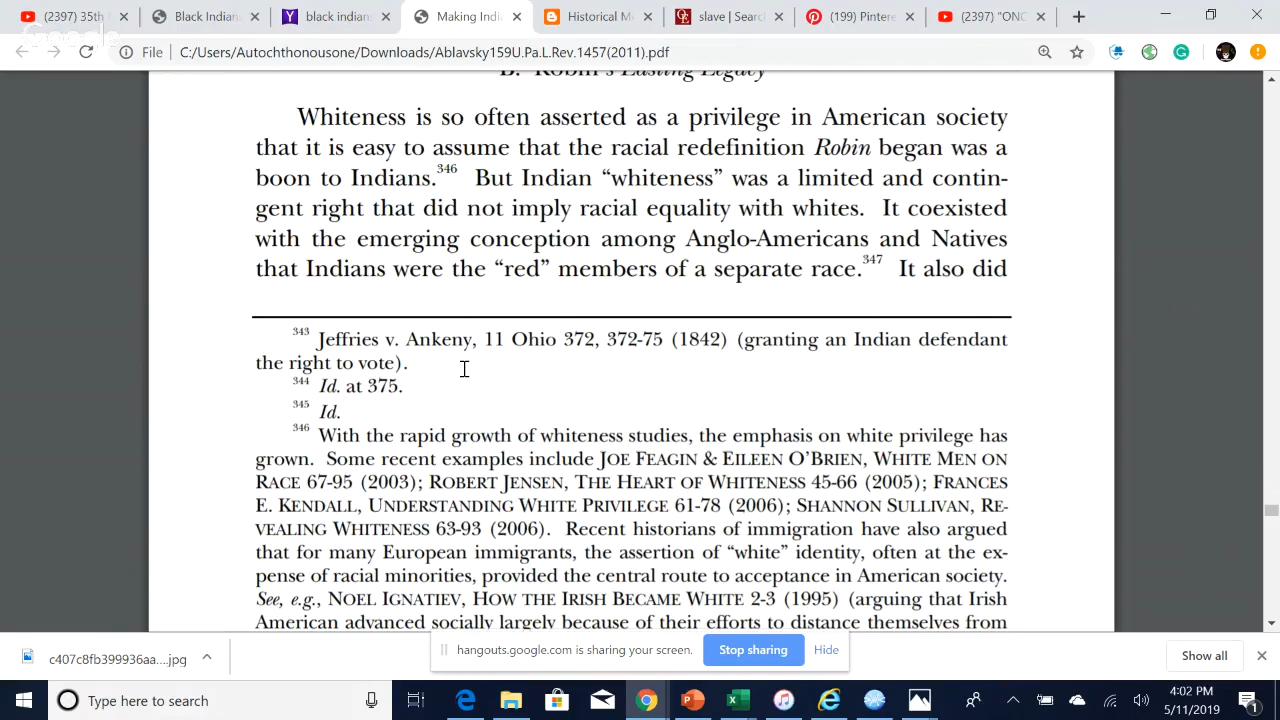 (2397) 35th
Black Indian
black indians
Making Indi
Historical M
slave | Searc
(199) Pintere
(2397) "ONC
File
C:/Users/Autochthonousone/Downloads/Ablavsky159U.Pa.L.Rev.1457(2011).pdf
B. Robin's Lasting Legacy
Whiteness is so often asserted as a privilege in American society
that it is easy to assume that the racial redefinition Robin began was a
boon to Indians.346 But Indian “whiteness” was a limited and contin-
gent right that did not imply racial equality with whites. It coexisted
with the emerging conception among Anglo-Americans and Natives
that Indians were the “red” members of a separate race.347 It also did
343 Jeffries v. Ankeny, 11 Ohio 372, 372-75 (1842) (granting an Indian defendant
the right to vote).
344 Id. at 375.
345 Id.
346 With the rapid growth of whiteness studies, the emphasis on white privilege has
grown. Some recent examples include JOE FEAGIN & EILEEN O’BRIEN, WHITE MEN ON
RACE 67-95 (2003); ROBERT JENSEN, THE HEART OF WHITENESS 45-66 (2005); FRANCES
E. KENDALL, UNDERSTANDING WHITE PRIVILEGE 61-78 (2006); SHANNON SULLIVAN, RE-
VEALING WHITENESS 63-93 (2006). Recent historians of immigration have also argued
that for many European immigrants, the assertion of “white” identity, often at the ex-
pense of racial minorities, provided the central route to acceptance in American society.
See, e.g., NOEL IGNATIEV, HOW THE IRISH BECAME WHITE 2-3 (1995) (arguing that Irish
American advanced socially largely because of their efforts to distance themselves from
c407c8fb399936aa....jpg
hangouts.google.com is sharing your screen.
Stop sharing
Hide
Show all
Type here to search
4:02 PM
5/11/2019
1